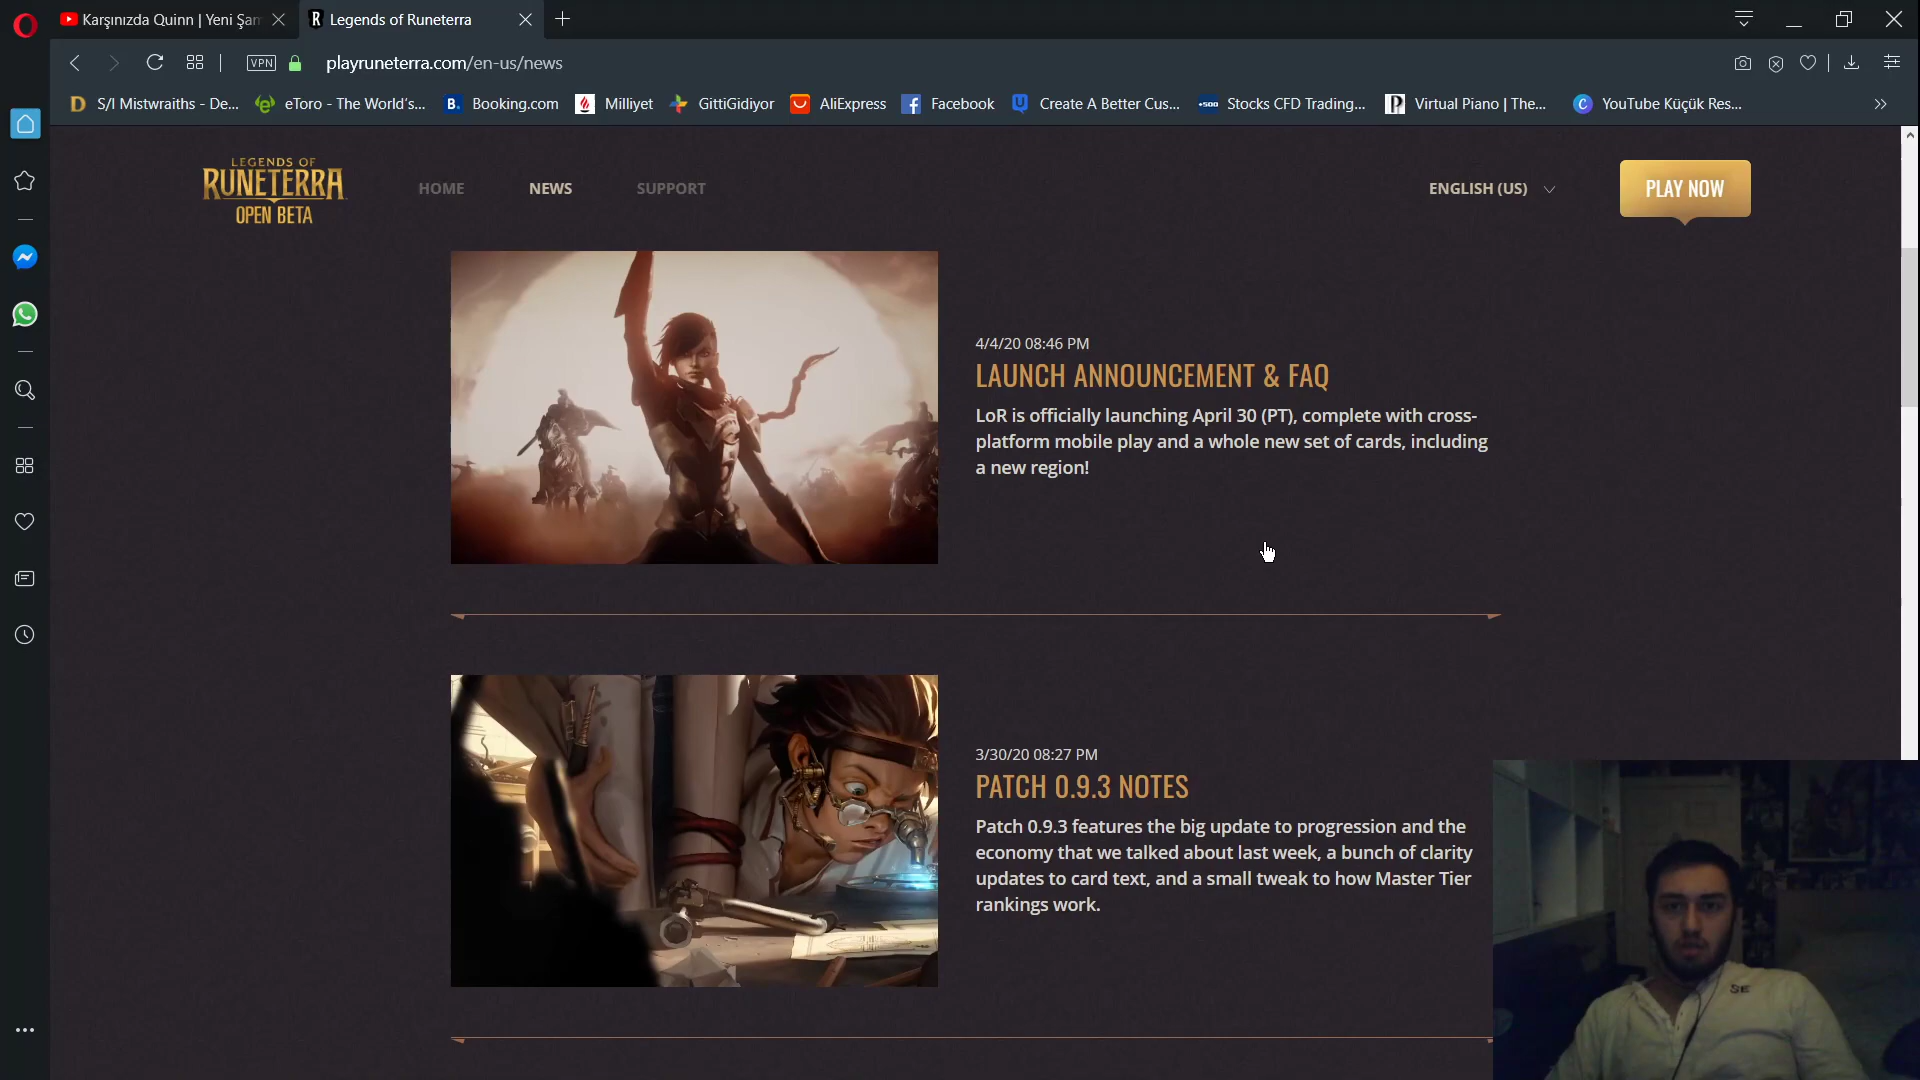 Karşınızda Quinn | Yeni Şam
Legends of Runeterra
VPN
playruneterra.com/en-us/news
S/I Mistwraiths - De...
eToro - The World's...
B. Booking.com
Milliyet
GittiGidiyor
AliExpress
Facebook
Create A Better Cus...
+500 Stocks CFD Trading...
Virtual Piano | The...
YouTube Küçük Res...
LEGENDS OF
RUNETERRA
OPEN BETA
HOME
NEWS
SUPPORT
ENGLISH (US)
PLAY NOW
4/4/20 08:46 PM
LAUNCH ANNOUNCEMENT & FAQ
LoR is officially launching April 30 (PT), complete with cross-
platform mobile play and a whole new set of cards, including
a new region!
3/30/20 08:27 PM
PATCH 0.9.3 NOTES
Patch 0.9.3 features the big update to progression and the
economy that we talked about last week, a bunch of clarity
updates to card text, and a small tweak to how Master Tier
rankings work.
SE